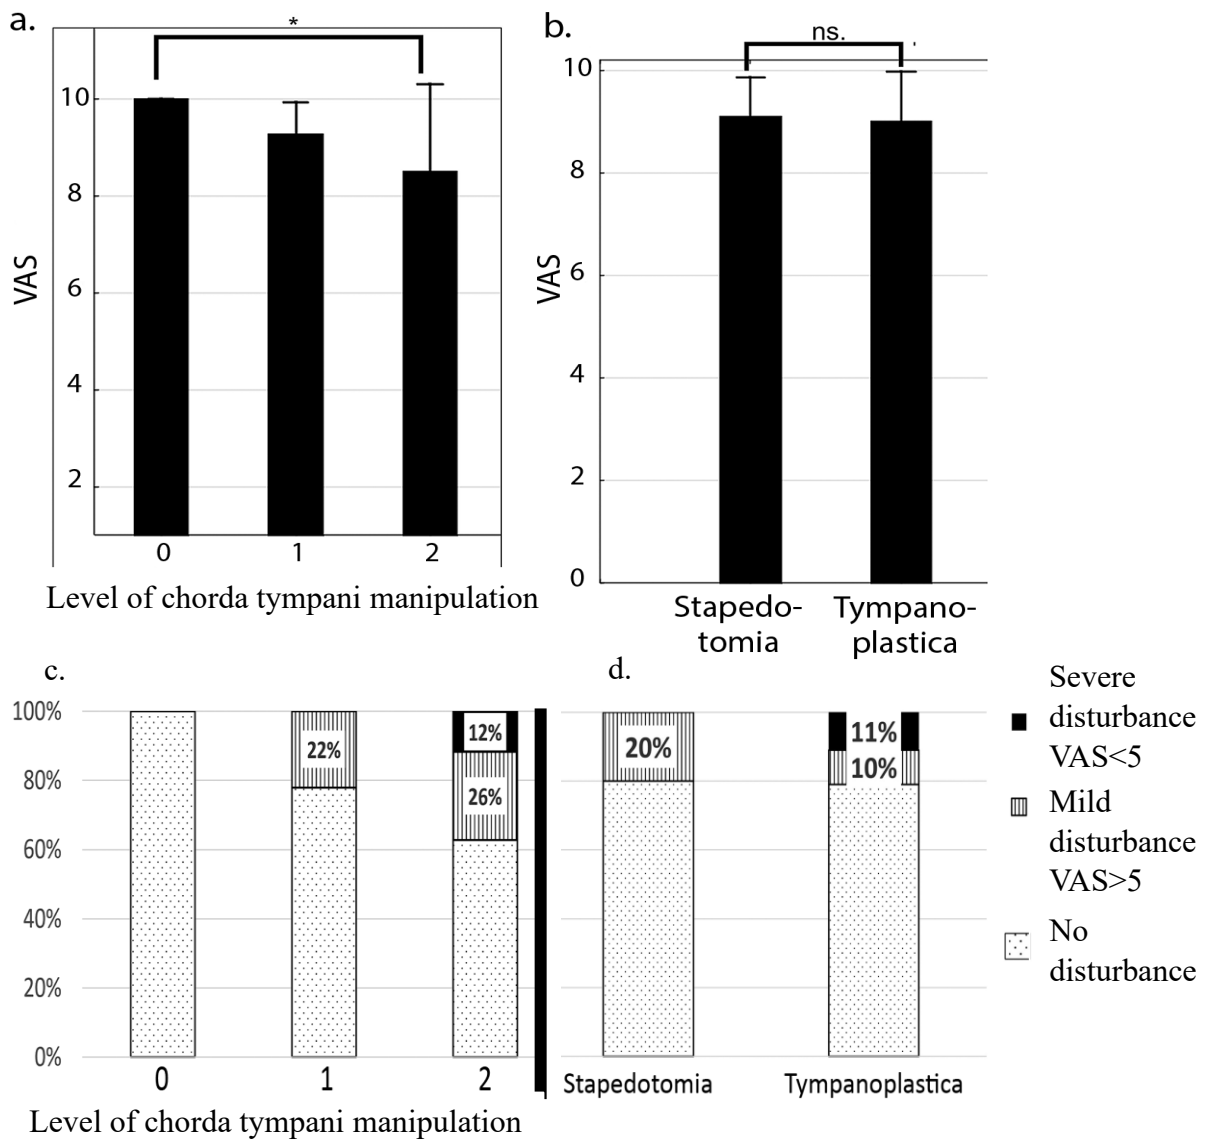 a.
*
10
8
6
4
2
VAS
0 1 2
Level of chorda tympani manipulation
b.
ns.
10
8
6
4
2
0
VAS
Stapedo-
tomia
Tympano-
plastica
c.
100%
80%
60%
40%
20%
0%
22%
12%
26%
0 1 2
Level of chorda tympani manipulation
d.
20%
11%
10%
Stapedotomia Tympanoplastica
Severe
disturbance
VAS<5
Mild
disturbance
VAS>5
No
disturbance